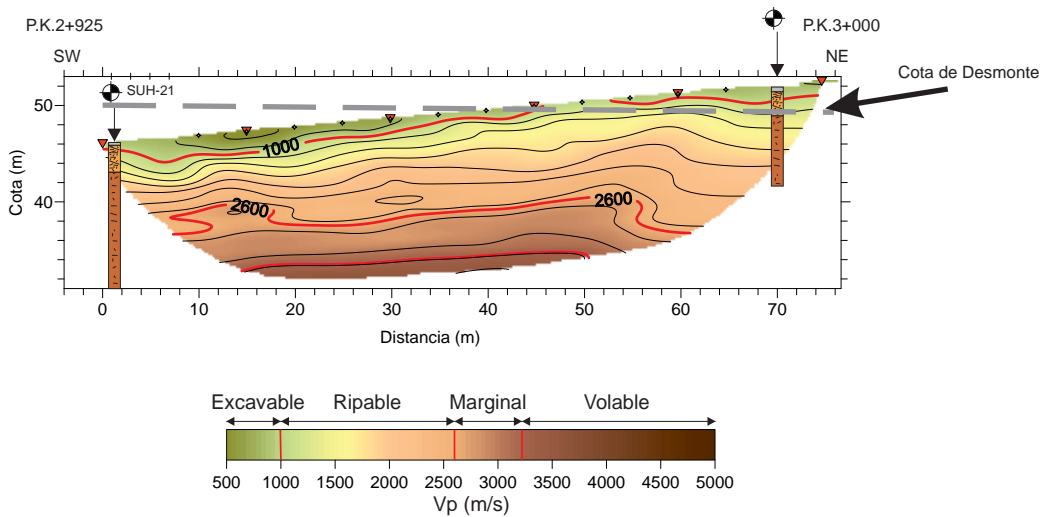 P.K.2+925
P.K.3+000
SW
NE
SUH-21
Cota de Desmonte
50
40
Cota (m)
1000
2600
2600
0 10 20 30 40 50 60 70
Distancia (m)
Excavable Ripable Marginal Volable
500 1000 1500 2000 2500 3000 3500 4000 4500 5000
Vp (m/s)